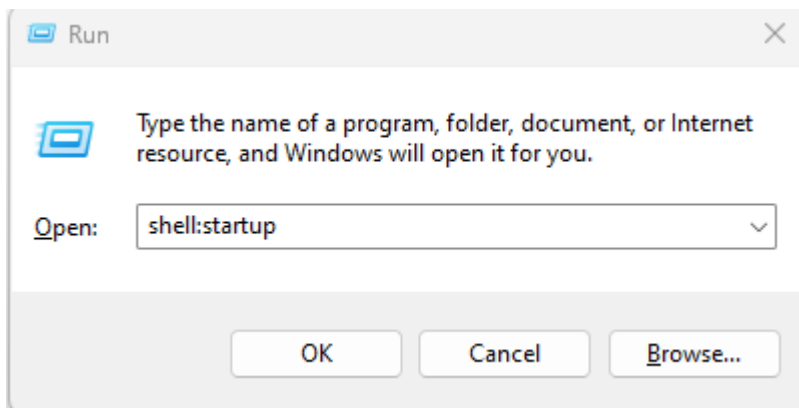 Run
Type the name of a program, folder, document, or Internet
resource, and Windows will open it for you.
Open: shell:startup
OK Cancel Browse...